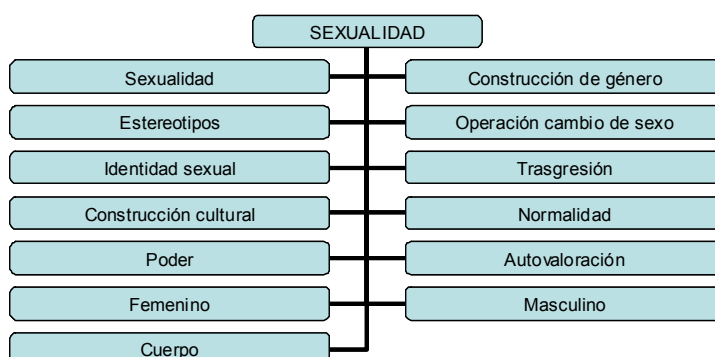 SEXUALIDAD
Sexualidad
Construcción de género
Estereotipos
Operación cambio de sexo
Identidad sexual
Trasgresión
Construcción cultural
Normalidad
Poder
Autovaloración
Femenino
Masculino
Cuerpo